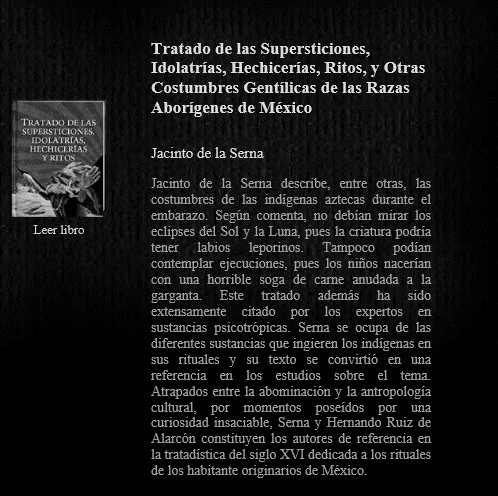 Tratado de las Supersticiones,
Idolatrías, Hechicerías, Ritos, y Otras
Costumbres Gentílicas de las Razas
Aborígenes de México
TRATADO DE LAS
SUPERSTICIONES,
IDOLATRÍAS,
HECHICERÍAS
Y RITOS
Leer libro
Jacinto de la Serna
Jacinto de la Serna describe, entre otras, las
costumbres de las indígenas aztecas durante el
embarazo. Según comenta, no debían mirar los
eclipses del Sol y la Luna, pues la criatura podría
tener labios leporinos. Tampoco podían
contemplar ejecuciones, pues los niños nacerían
con una horrible soga de carne anudada a la
garganta. Este tratado además ha sido
extensamente citado por los expertos en
sustancias psicotrópicas. Serna se ocupa de las
diferentes sustancias que ingieren los indígenas en
sus rituales y su texto se convirtió en una
referencia en los estudios sobre el tema.
Atrapados entre la abominación y la antropología
cultural, por momentos poseídos por una
curiosidad insaciable, Serna y Hernando Ruiz de
Alarcón constituyen los autores de referencia en
la tratadística del siglo XVI dedicada a los rituales
de los habitante originarios de México.